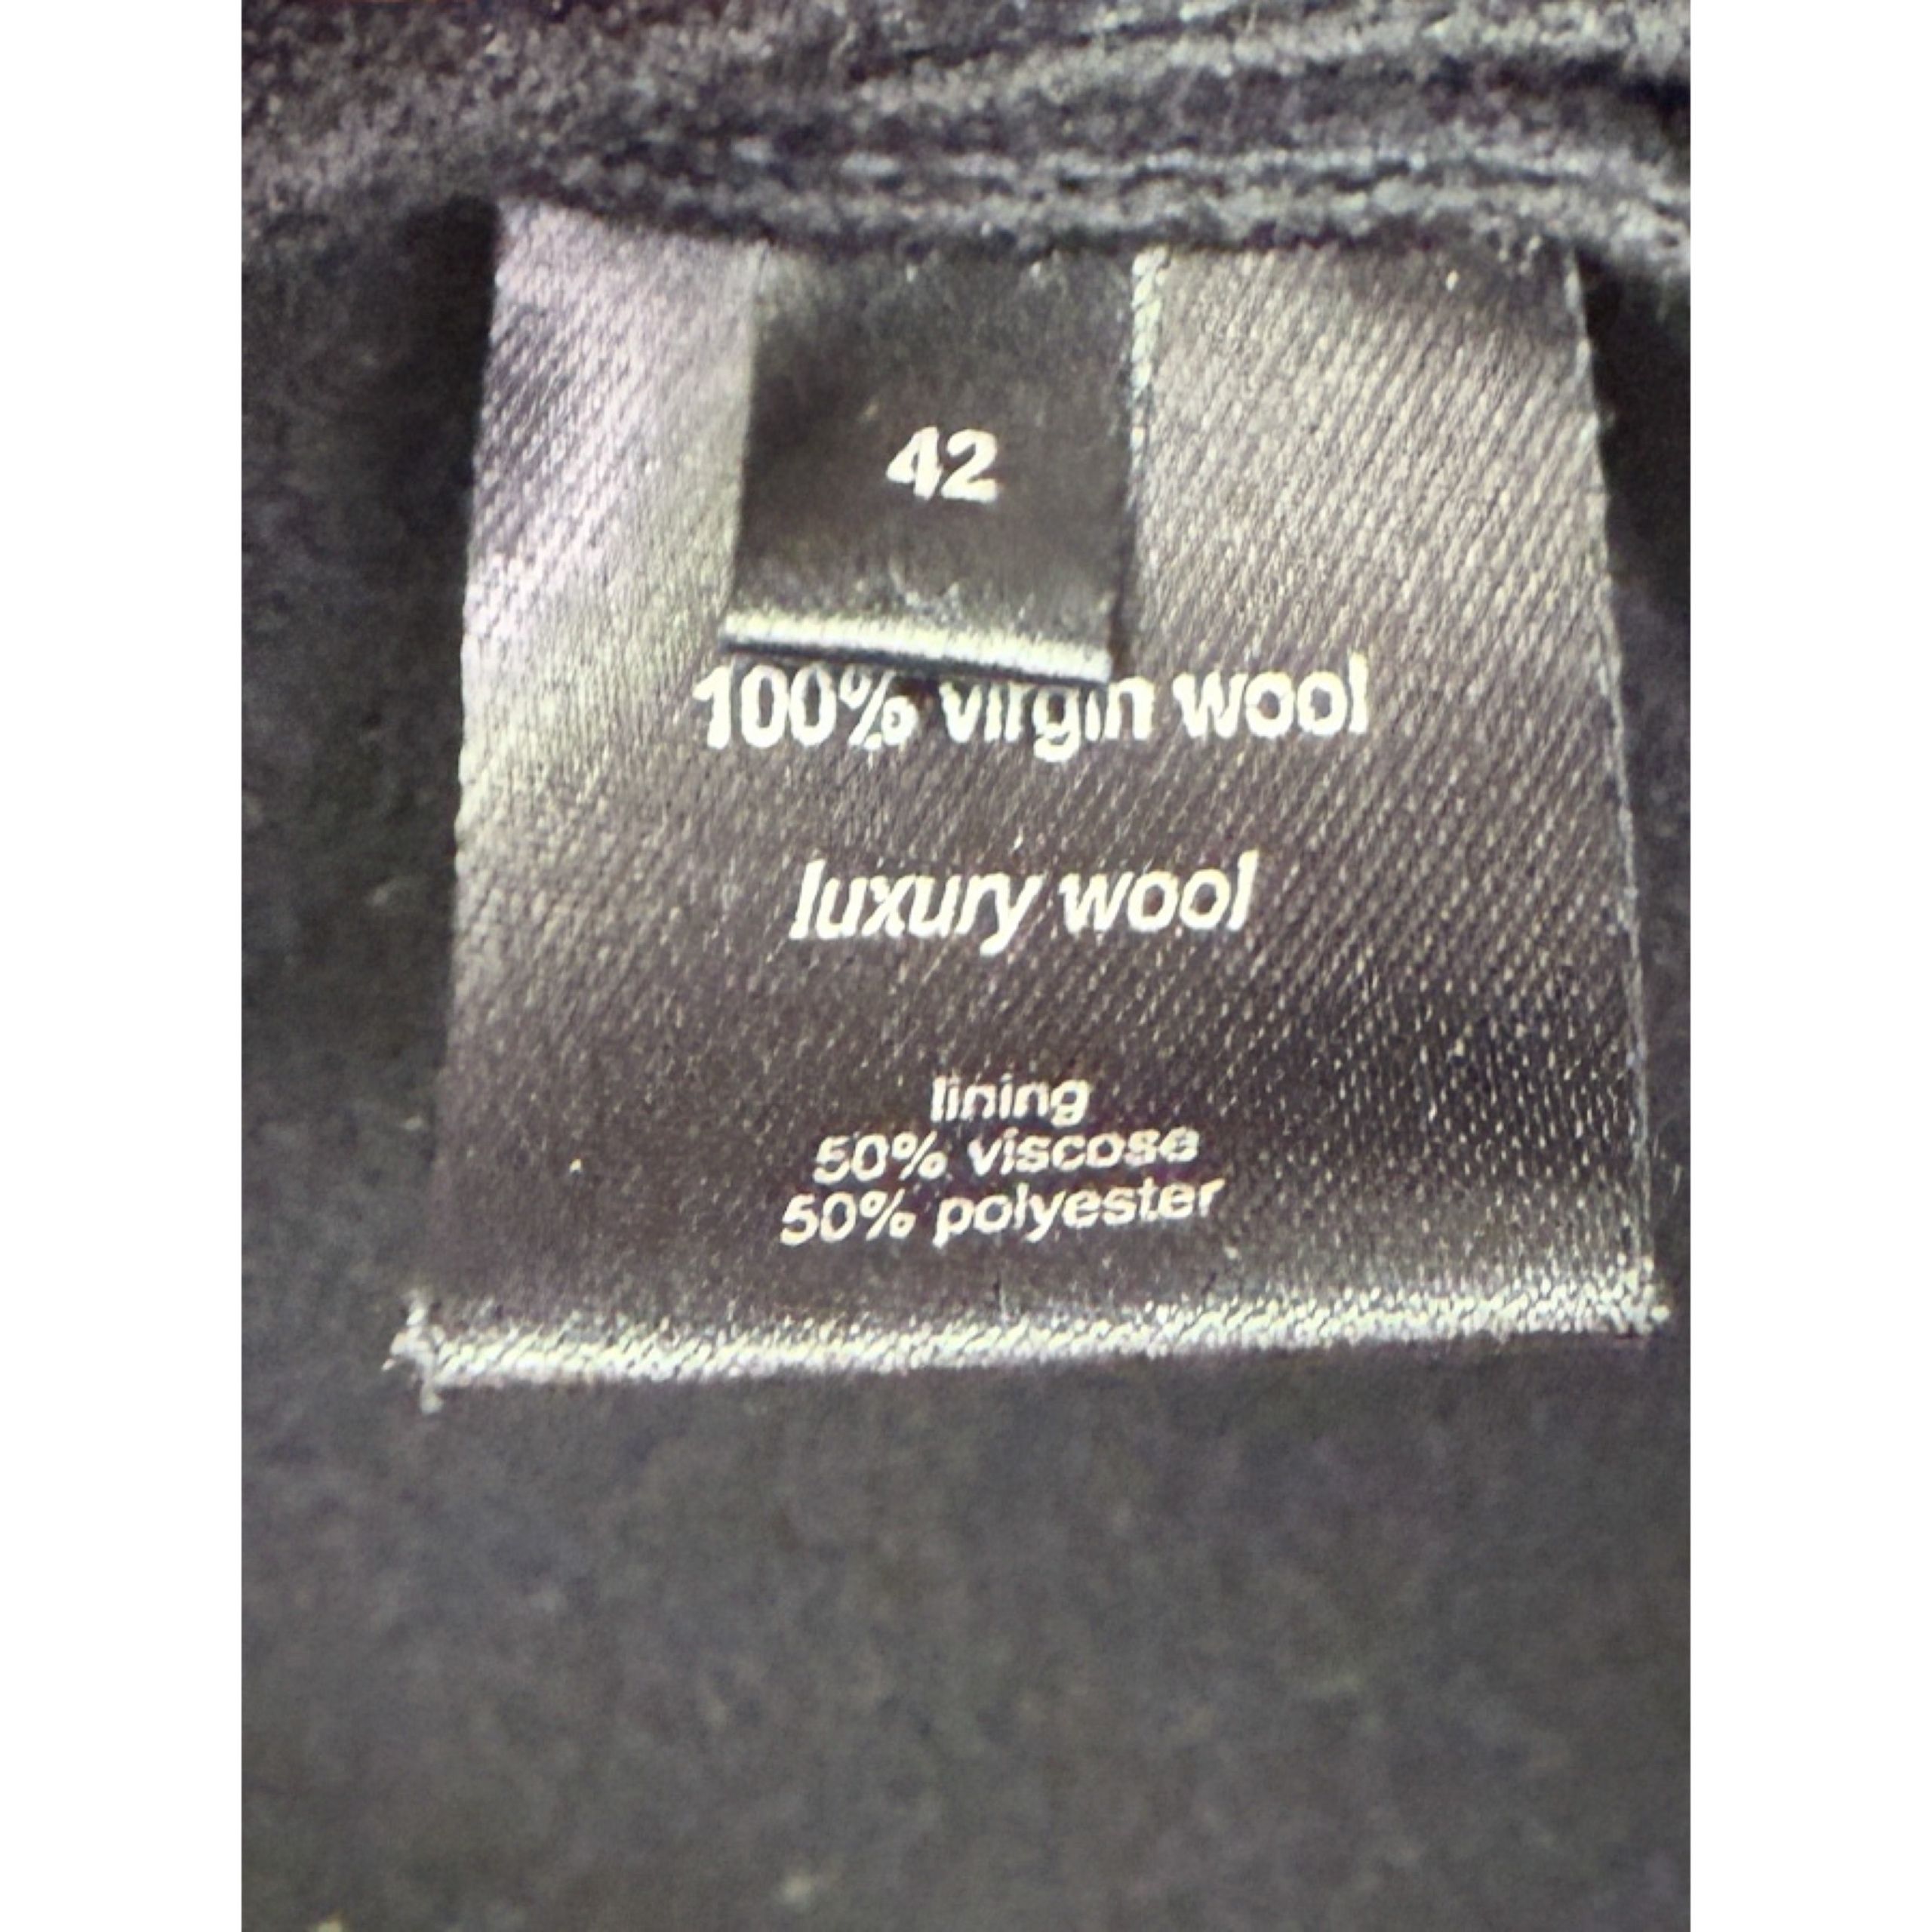 42
100% virgin wool
luxury wool
lining
50% viscose
50% polyester